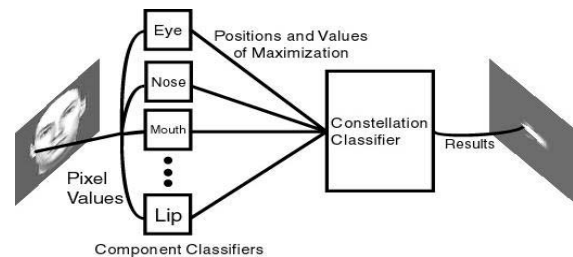 Eye
Positions and Values
of Maximization
Nose
Mouth
Constellation
Classifier
Results
Pixel
Values
Lip
Component Classifiers